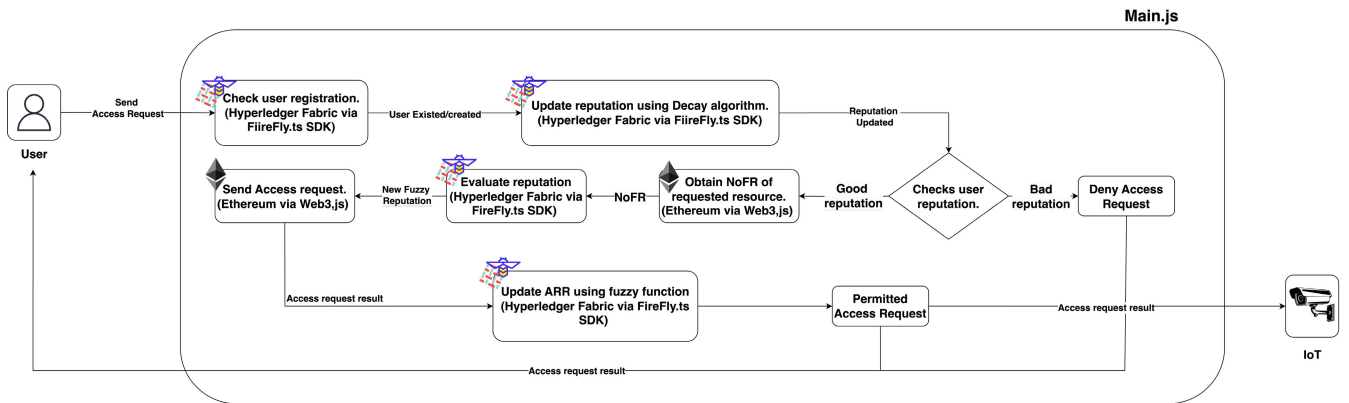 Main.js
Check user registration.
(Hyperledger Fabric via
FiireFly.ts SDK)
Update reputation using Decay algorithm.
(Hyperledger Fabric via FiireFly.ts SDK)
Send
Access Request
User Existed/created
Reputation
Updated
User
Send Access request.
(Ethereum via Web3,js)
New Fuzzy
Reputation
Evaluate reputation
(Hyperledger Fabric via
FireFly.ts SDK)
NoFR
Obtain NoFR of
requested resource.
(Ethereum via Web3,js)
Good
reputation
Checks user
reputation.
Bad
reputation
Deny Access
Request
Access request result
Update ARR using fuzzy function
(Hyperledger Fabric via FireFly.ts
SDK)
Permitted
Access Request
Access request result
IoT
Access request result